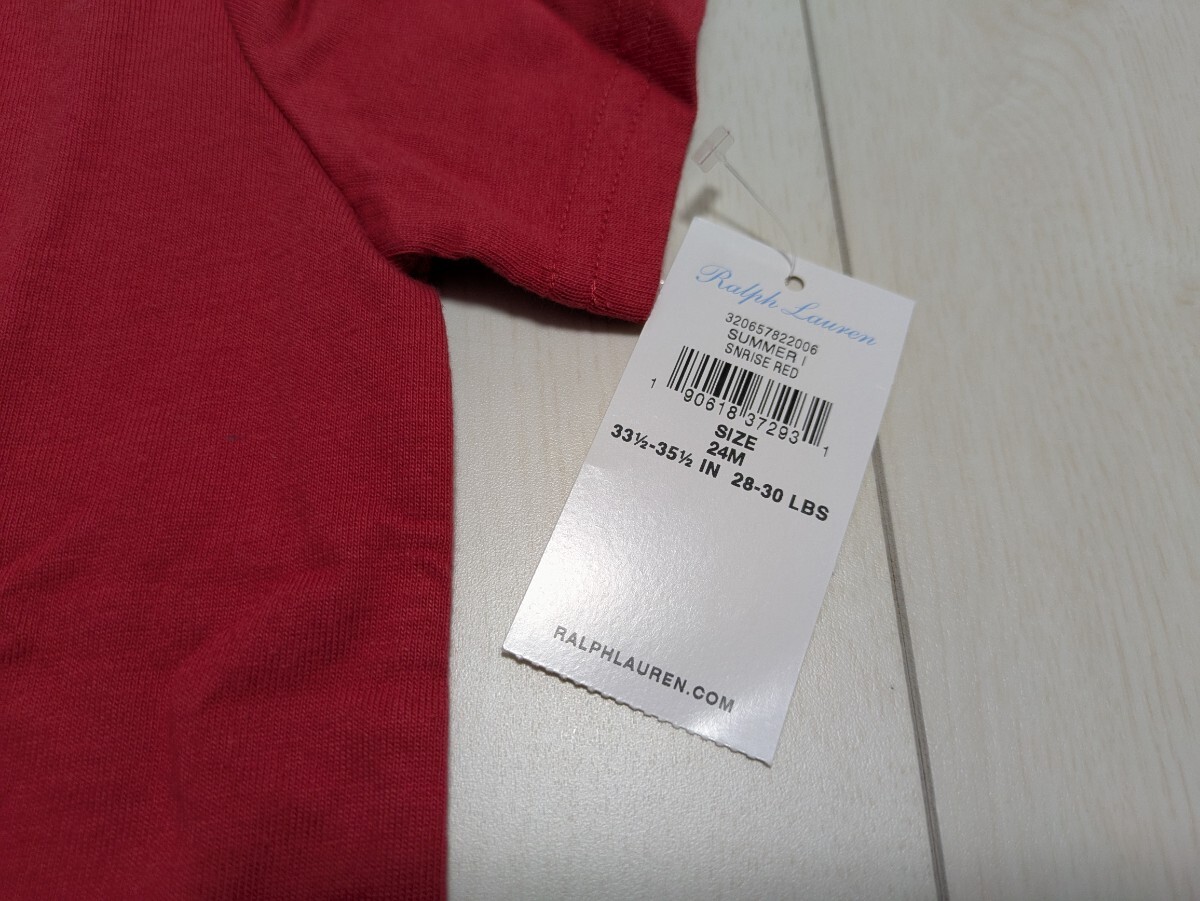 Ralph Lauren
320657822006
SUMMER I
SNRISE RED
1 90618 37293 1
SIZE
24M
33½-35½ IN 28-30 LBS
RALPHLAUREN.COM